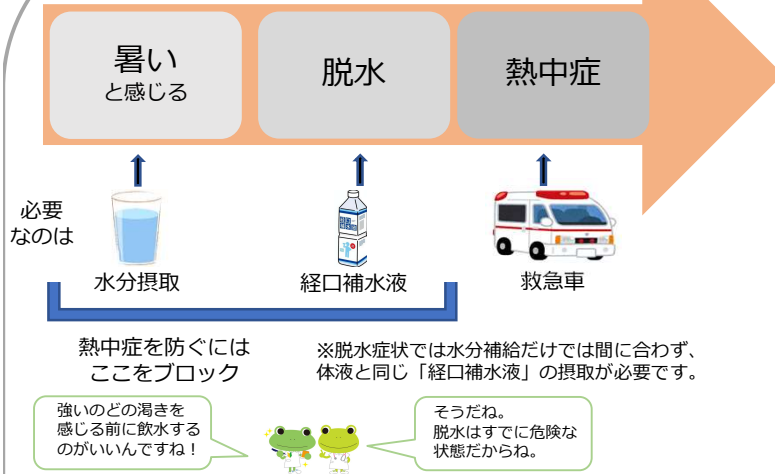 暑い
と感じる
脱水
熱中症
必要
なのは
水分摂取
経口補水液
救急車
熱中症を防ぐには
ここをブロック
※脱水症状では水分補給だけでは間に合わず、
体液と同じ「経口補水液」の摂取が必要です。
強いのどの渇きを
感じる前に飲水する
のがいいんですね！
そうだね。
脱水はすでに危険な
状態だからね。